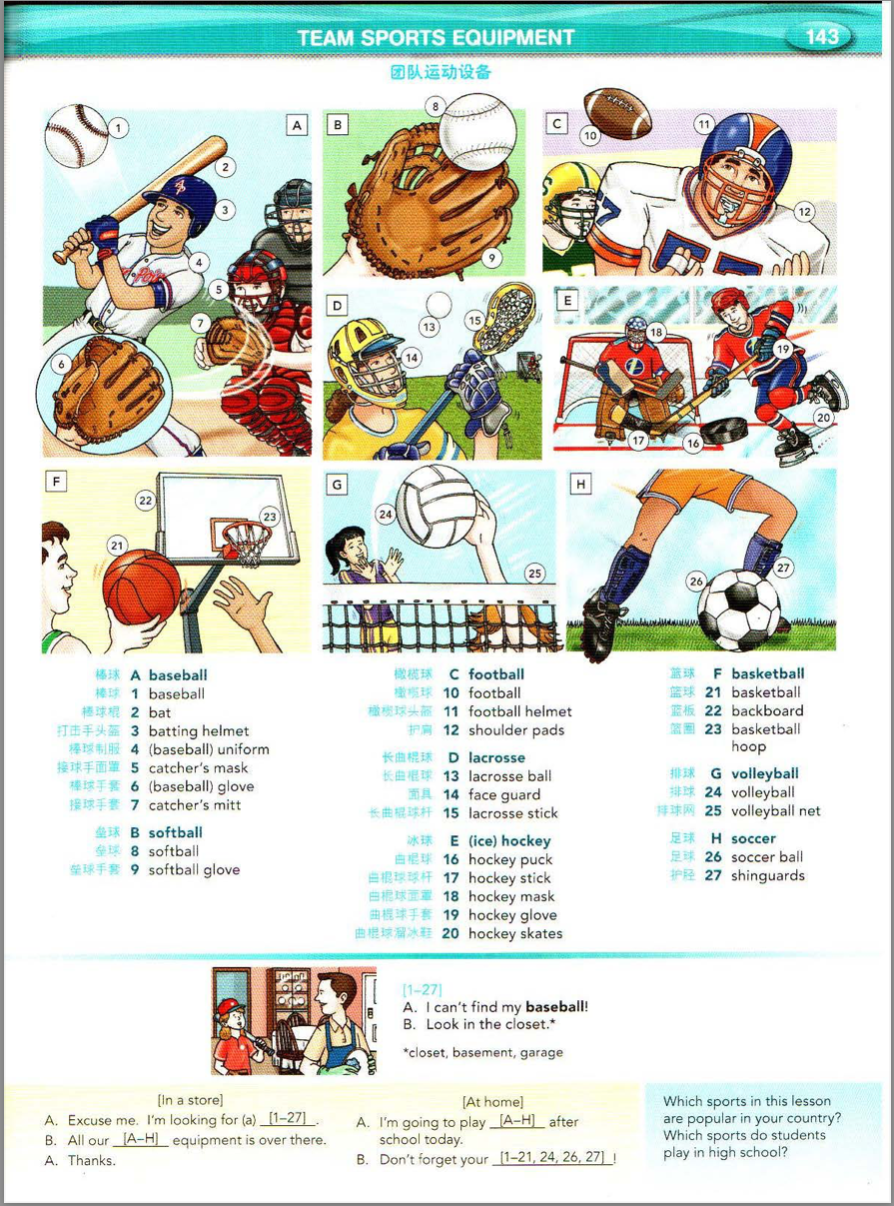 TEAM SPORTS EQUIPMENT 143
团队运动设备
A
1
2
3
4
5
6
7
B
8
9
C
10
11
12
D
13
14
15
E
16
17
18
19
20
F
21
22
23
G
24
25
H
26
27
棒球 A baseball
棒球 1 baseball
棒球棍 2 bat
打击手头盔 3 batting helmet
棒球制服 4 (baseball) uniform
接球手面罩 5 catcher's mask
棒球手套 6 (baseball) glove
接球手套 7 catcher's mitt
垒球 B softball
垒球 8 softball
垒球手套 9 softball glove
橄榄球 C football
橄榄球 10 football
橄榄球头盔 11 football helmet
护肩 12 shoulder pads
长曲棍球 D lacrosse
长曲棍球 13 lacrosse ball
面具 14 face guard
长曲棍球杆 15 lacrosse stick
冰球 E (ice) hockey
曲棍球 16 hockey puck
曲棍球球杆 17 hockey stick
曲棍球面罩 18 hockey mask
曲棍球手套 19 hockey glove
曲棍球溜冰鞋 20 hockey skates
篮球 F basketball
篮球 21 basketball
篮板 22 backboard
篮圈 23 basketball
hoop
排球 G volleyball
排球 24 volleyball
排球网 25 volleyball net
足球 H soccer
足球 26 soccer ball
护胫 27 shinguards
[1–27]
A. I can't find my baseball!
B. Look in the closet.*
*closet, basement, garage
[In a store]
A. Excuse me. I'm looking for (a) [1–27].
B. All our [A–H] equipment is over there.
A. Thanks.
[At home]
A. I'm going to play [A–H] after
school today.
B. Don't forget your [1–21, 24, 26, 27]!
Which sports in this lesson
are popular in your country?
Which sports do students
play in high school?